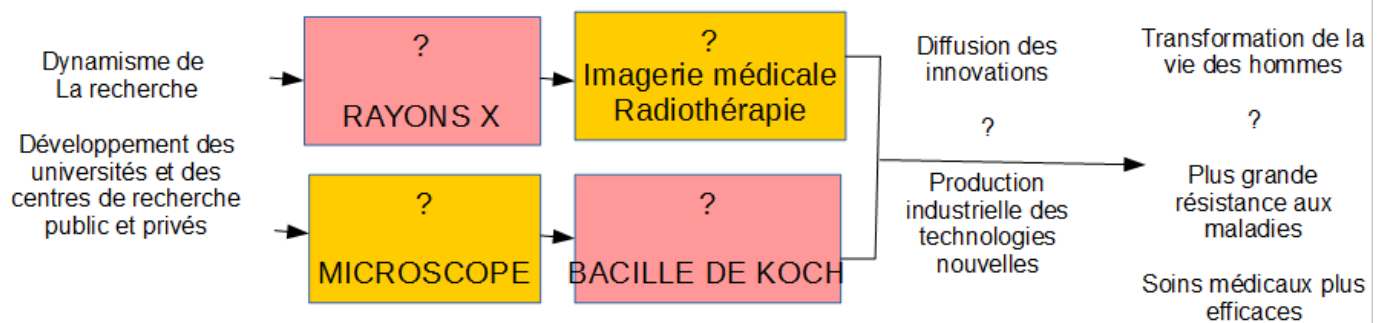 Dynamisme de
La recherche
Développement des
universités et des
centres de recherche
public et privés
?
RAYONS X
?
Imagerie médicale
Radiothérapie
?
MICROSCOPE
?
BACILLE DE KOCH
Diffusion des
innovations
?
Production
industrielle des
technologies
nouvelles
Transformation de la
vie des hommes
?
Plus grande
résistance aux
maladies
Soins médicaux plus
efficaces